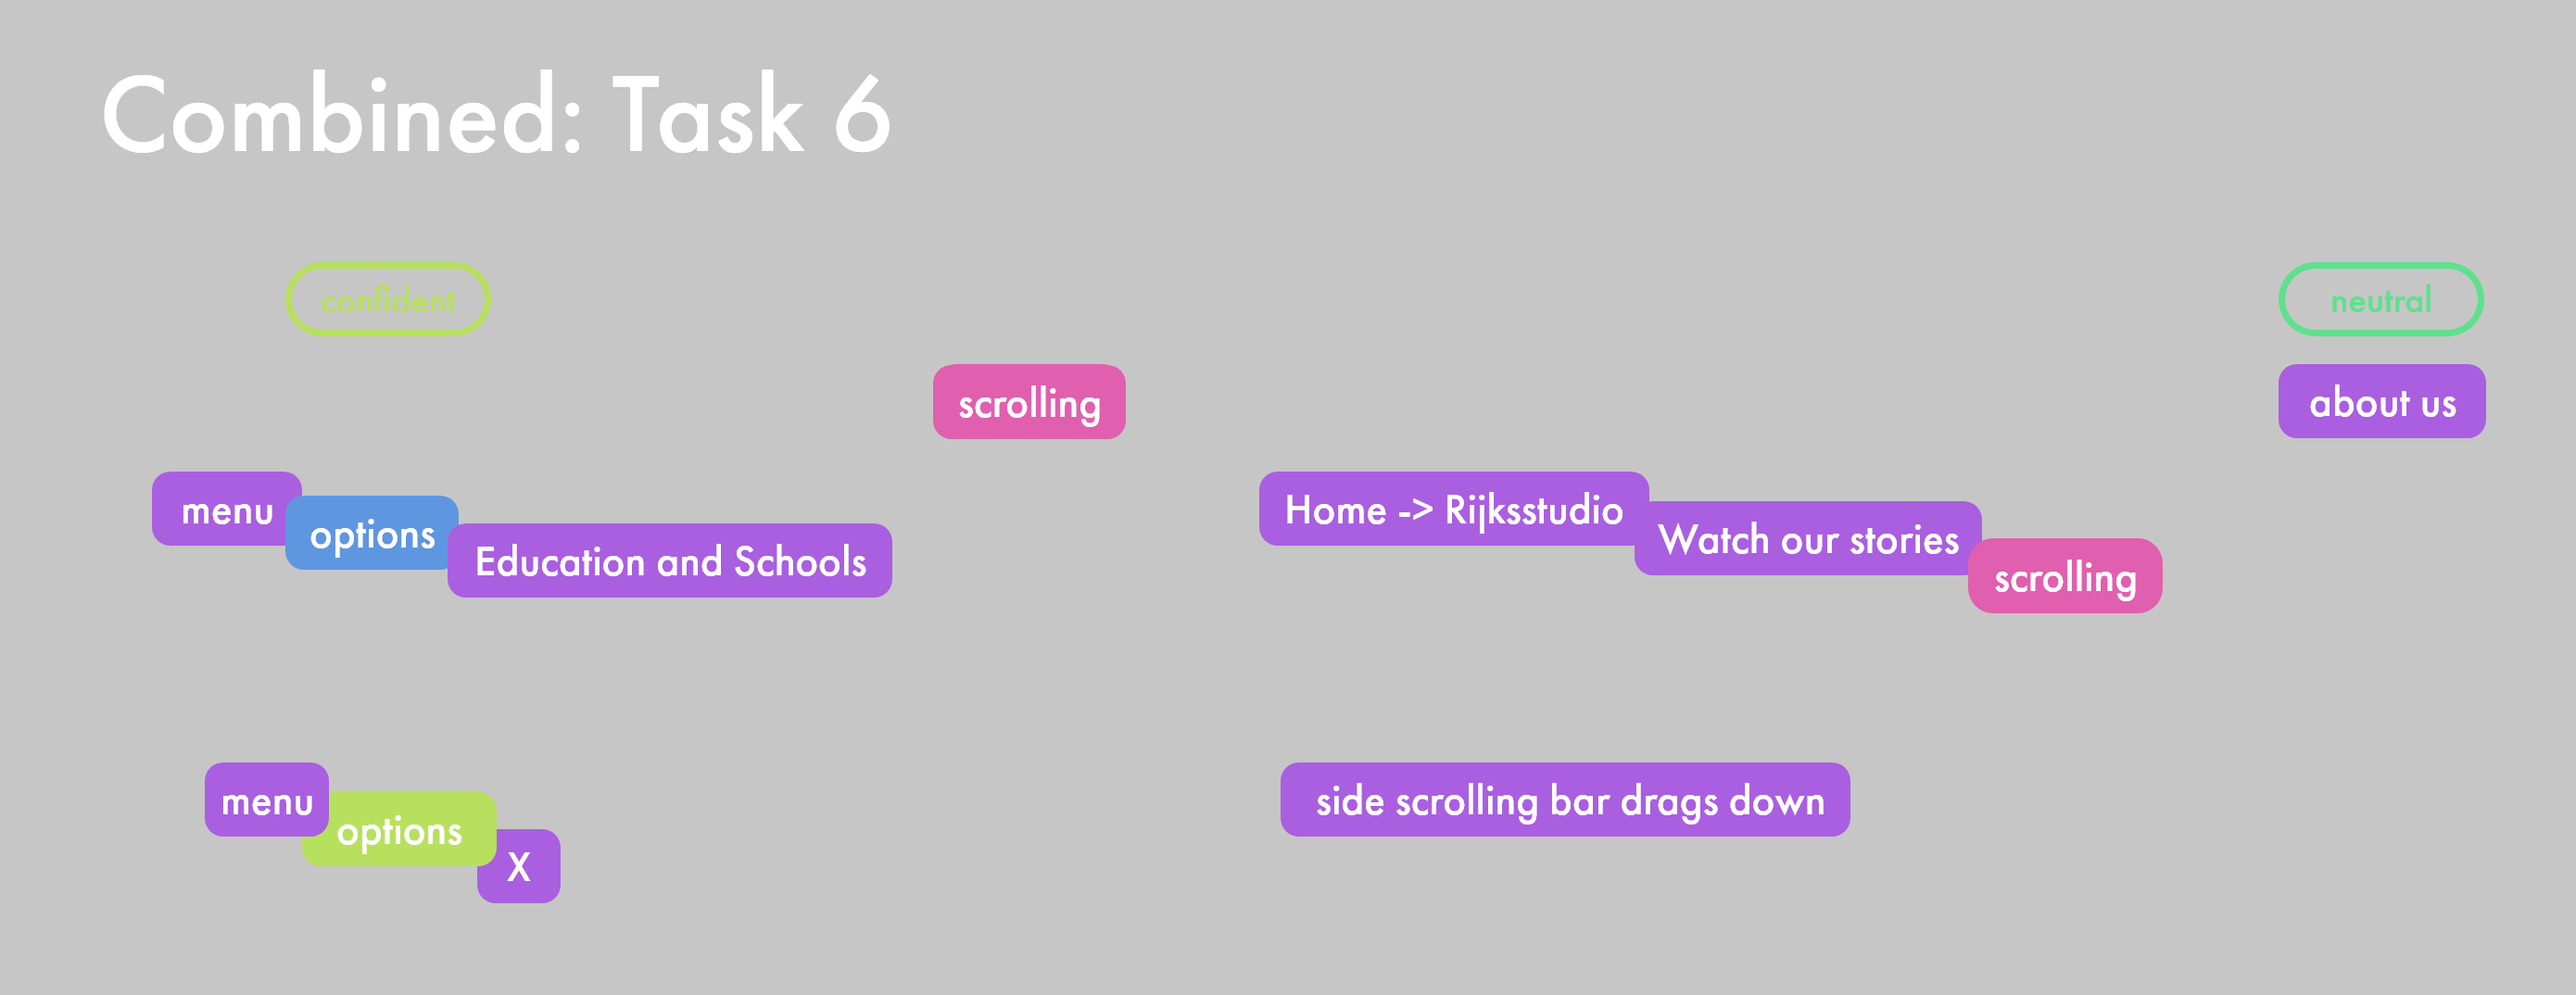 Combined: Task 6
confident
neutral
scrolling
about us
menu
options
Education and Schools
Home -> Rijksstudio
Watch our stories
scrolling
menu
options
X
side scrolling bar drags down